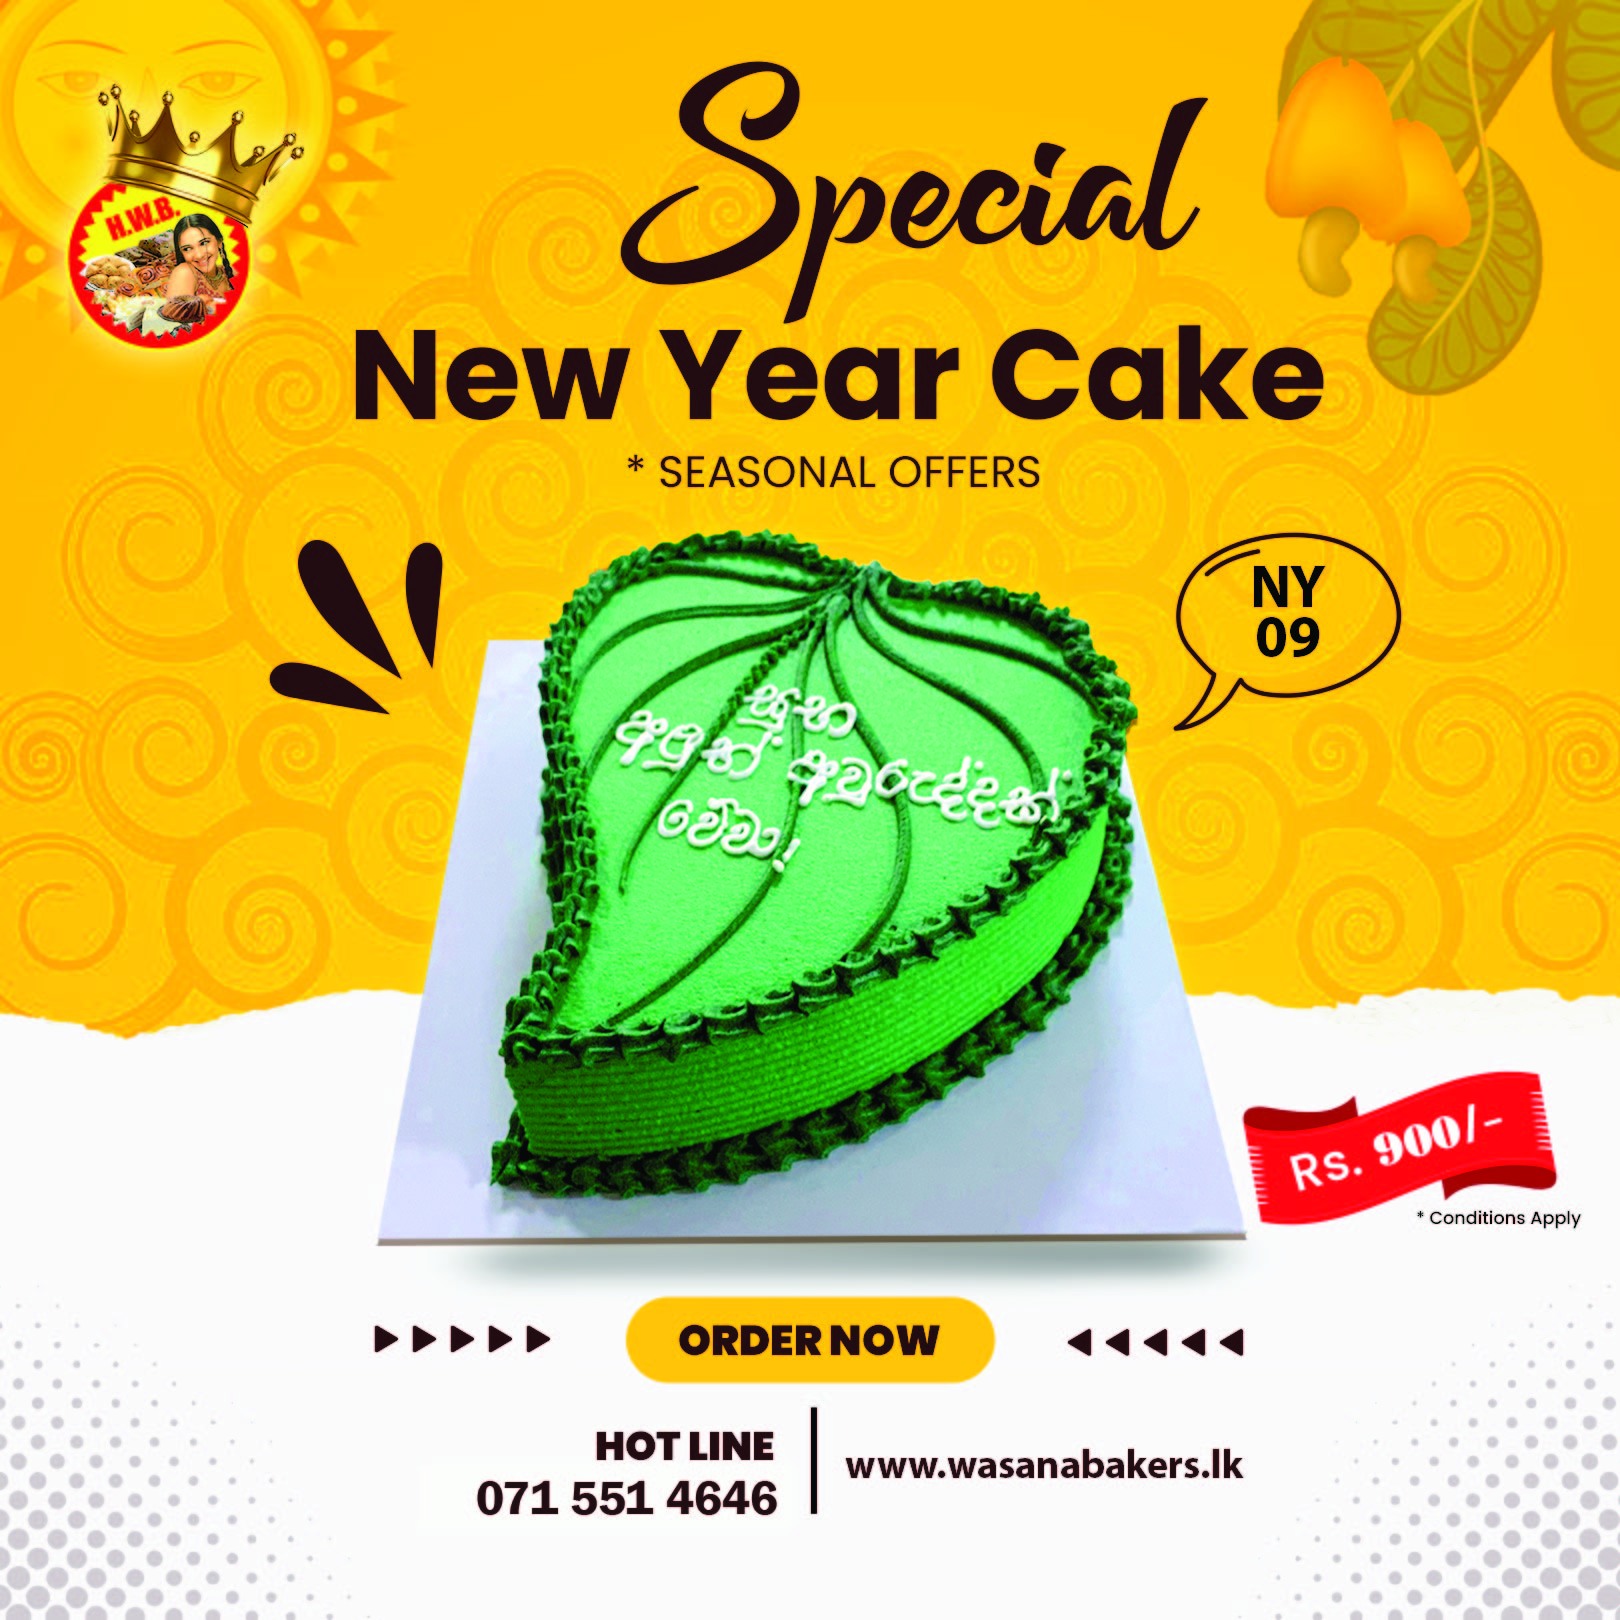 H.W.B.
Special
New Year Cake
* SEASONAL OFFERS
NY
09
සුභ
අලුත් අවුරුද්දක්
වේවා!
Rs. 900/-
* Conditions Apply
ORDER NOW
HOT LINE
071 551 4646
www.wasanabakers.lk